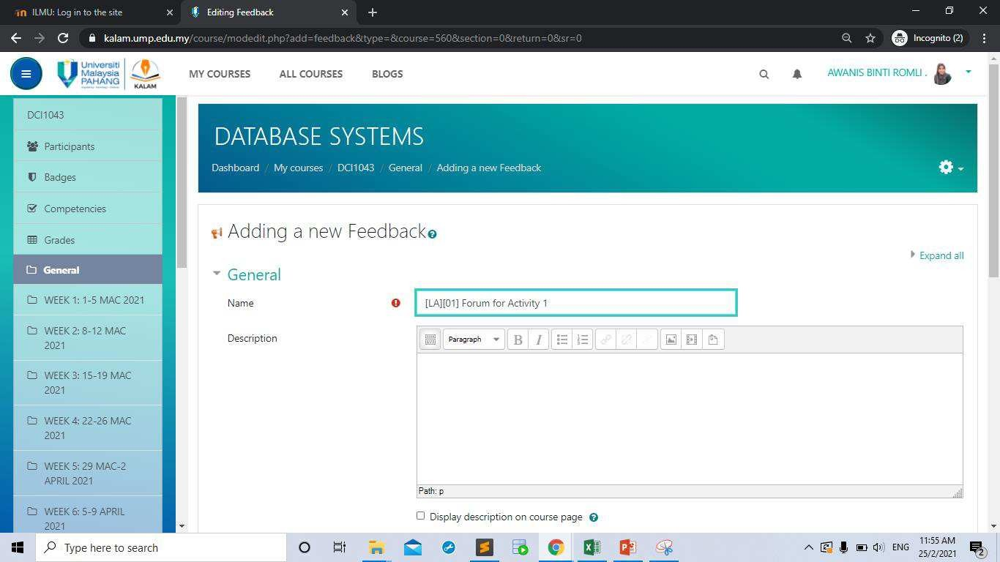 ILMU: Log in to the site
Editing Feedback
kalam.ump.edu.my/course/modedit.php?add=feedback&type=&course=560&section=0&return=0&sr=0
Incognito (2)
Universiti
Malaysia
PAHANG
KALAM
MY COURSES
ALL COURSES
BLOGS
AWANIS BINTI ROMLI .
DCI1043
Participants
Badges
Competencies
Grades
General
WEEK 1: 1-5 MAC 2021
WEEK 2: 8-12 MAC
2021
WEEK 3: 15-19 MAC
2021
WEEK 4: 22-26 MAC
2021
WEEK 5: 29 MAC-2
APRIL 2021
WEEK 6: 5-9 APRIL
2021
DATABASE SYSTEMS
Dashboard / My courses / DCI1043 / General / Adding a new Feedback
Adding a new Feedback
Expand all
General
Name
[LA][01] Forum for Activity 1
Description
Paragraph
B I
Path: p
Display description on course page
Type here to search
ENG
11:55 AM
25/2/2021
2